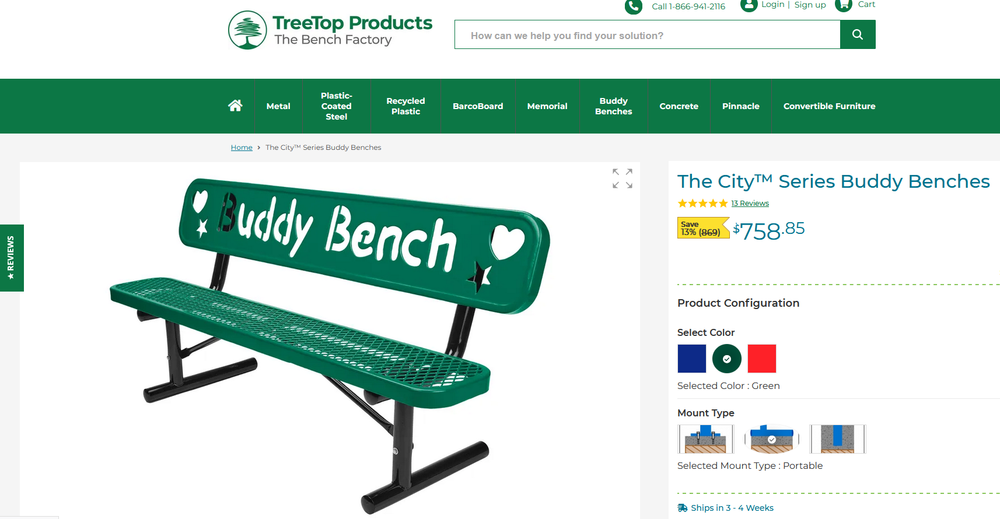 Call 1-866-941-2116
Login | Sign up
Cart
TreeTop Products
The Bench Factory
How can we help you find your solution?
Metal
Plastic-
Coated
Steel
Recycled
Plastic
BarcoBoard
Memorial
Buddy
Benches
Concrete
Pinnacle
Convertible Furniture
Home > The City™ Series Buddy Benches
★ REVIEWS
Buddy Bench
The City™ Series Buddy Benches
13 Reviews
Save
13% (869)
$758.85
Product Configuration
Select Color
Selected Color : Green
Mount Type
Selected Mount Type : Portable
Ships in 3 - 4 Weeks